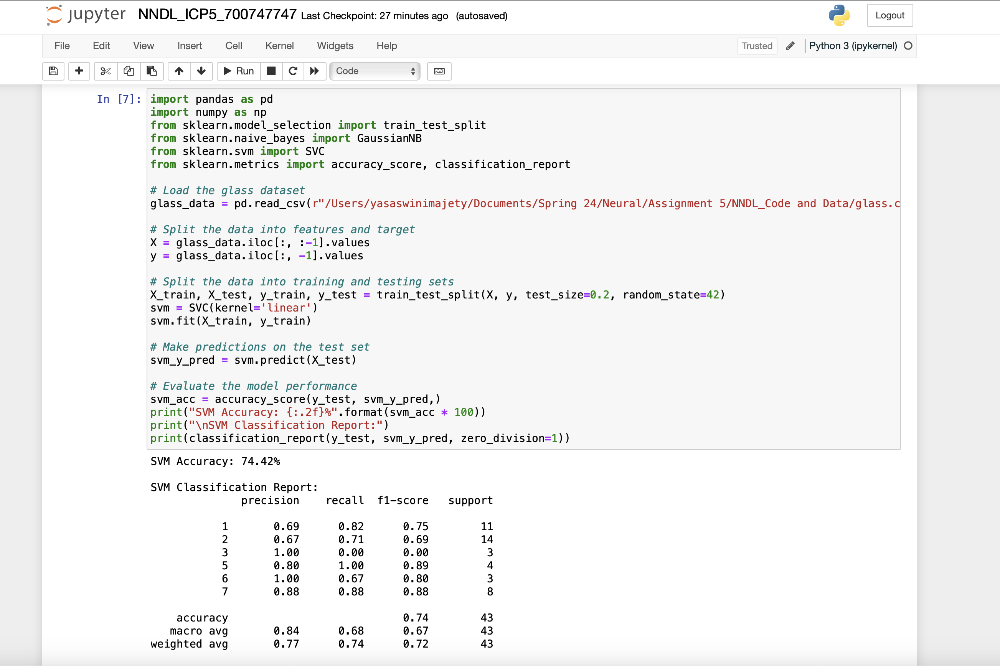 jupyter NNDL_ICP5_700747747 Last Checkpoint: 27 minutes ago (autosaved) Logout
File Edit View Insert Cell Kernel Widgets Help Trusted Python 3 (ipykernel)
Run Code
In [7]: import pandas as pd
import numpy as np
from sklearn.model_selection import train_test_split
from sklearn.naive_bayes import GaussianNB
from sklearn.svm import SVC
from sklearn.metrics import accuracy_score, classification_report

# Load the glass dataset
glass_data = pd.read_csv(r"/Users/yasaswinimajety/Documents/Spring 24/Neural/Assignment 5/NNDL_Code and Data/glass.c

# Split the data into features and target
X = glass_data.iloc[:, :-1].values
y = glass_data.iloc[:, -1].values

# Split the data into training and testing sets
X_train, X_test, y_train, y_test = train_test_split(X, y, test_size=0.2, random_state=42)
svm = SVC(kernel='linear')
svm.fit(X_train, y_train)

# Make predictions on the test set
svm_y_pred = svm.predict(X_test)

# Evaluate the model performance
svm_acc = accuracy_score(y_test, svm_y_pred,)
print("SVM Accuracy: {:.2f}%".format(svm_acc * 100))
print("\nSVM Classification Report:")
print(classification_report(y_test, svm_y_pred, zero_division=1))

SVM Accuracy: 74.42%

SVM Classification Report:
precision recall f1-score support

1 0.69 0.82 0.75 11
2 0.67 0.71 0.69 14
3 1.00 0.00 0.00 3
5 0.80 1.00 0.89 4
6 1.00 0.67 0.80 3
7 0.88 0.88 0.88 8

accuracy 0.74 43
macro avg 0.84 0.68 0.67 43
weighted avg 0.77 0.74 0.72 43